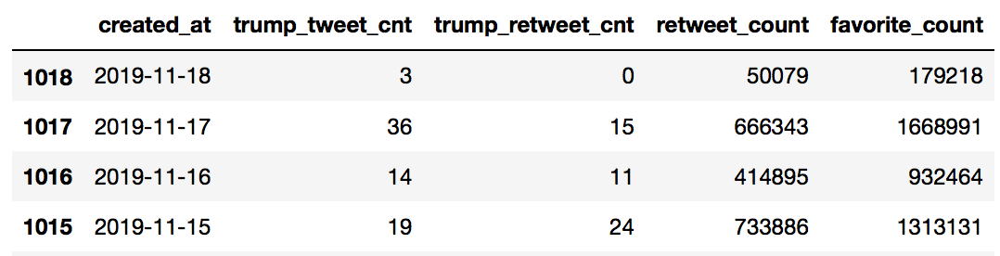 created_at trump_tweet_cnt trump_retweet_cnt retweet_count favorite_count
1018 2019-11-18 3 0 50079 179218
1017 2019-11-17 36 15 666343 1668991
1016 2019-11-16 14 11 414895 932464
1015 2019-11-15 19 24 733886 1313131